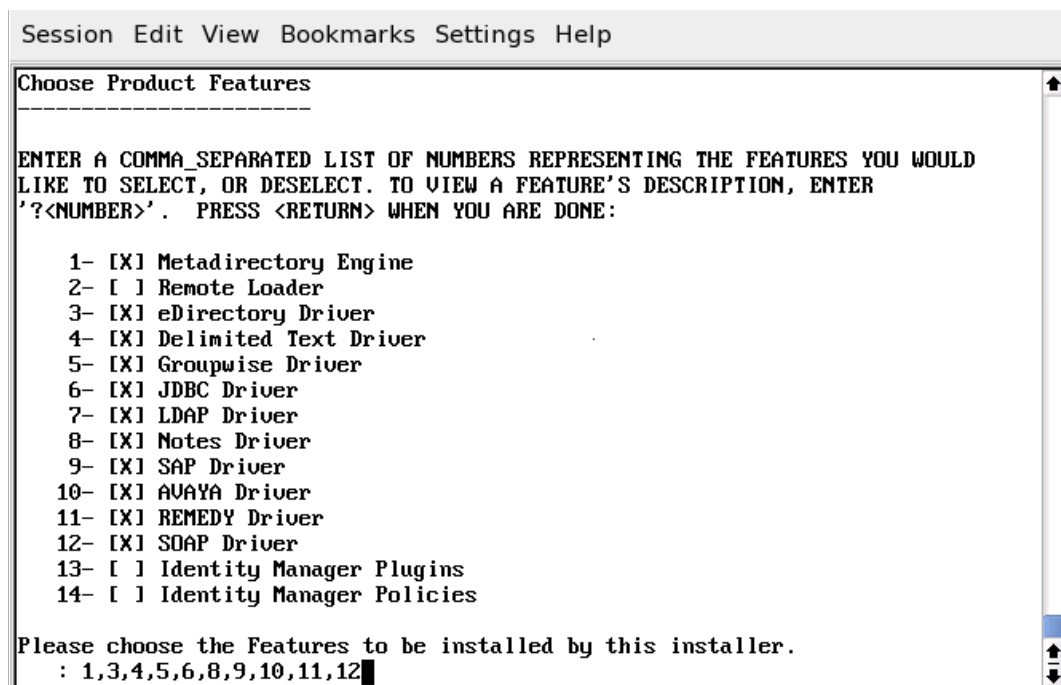 Session Edit View Bookmarks Settings Help
Choose Product Features
-----------------------
ENTER A COMMA_SEPARATED LIST OF NUMBERS REPRESENTING THE FEATURES YOU WOULD
LIKE TO SELECT, OR DESELECT. TO VIEW A FEATURE'S DESCRIPTION, ENTER
'?<NUMBER>'. PRESS <RETURN> WHEN YOU ARE DONE:
1- [X] Metadirectory Engine
2- [ ] Remote Loader
3- [X] eDirectory Driver
4- [X] Delimited Text Driver
5- [X] Groupwise Driver
6- [X] JDBC Driver
7- [X] LDAP Driver
8- [X] Notes Driver
9- [X] SAP Driver
10- [X] AVAYA Driver
11- [X] REMEDY Driver
12- [X] SOAP Driver
13- [ ] Identity Manager Plugins
14- [ ] Identity Manager Policies
Please choose the Features to be installed by this installer.
: 1,3,4,5,6,8,9,10,11,12